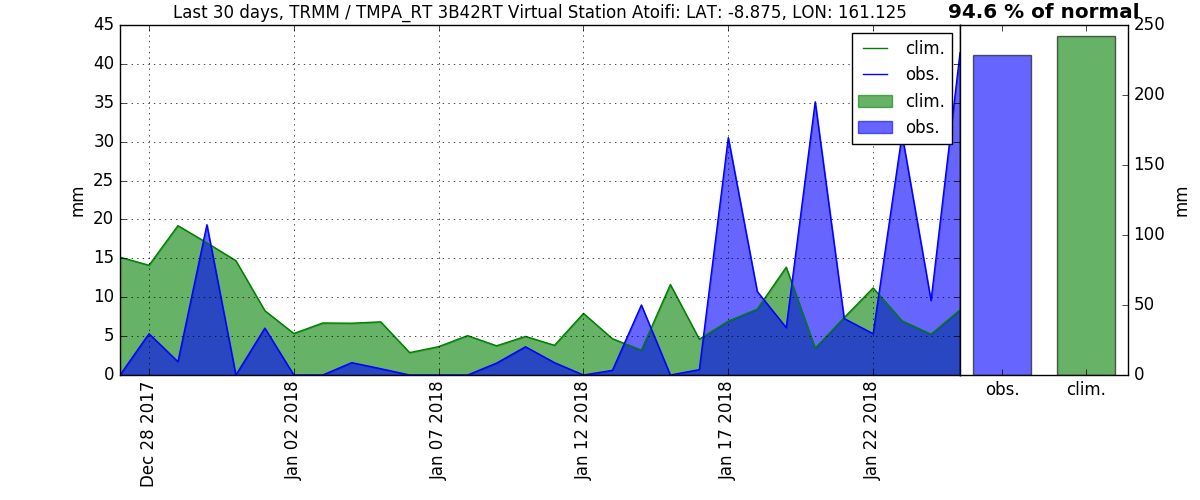 Last 30 days, TRMM / TMPA_RT 3B42RT Virtual Station Atoifi: LAT: -8.875, LON: 161.125
94.6 % of normal
45
40
35
30
25
20
15
10
5
0
mm
clim.
obs.
clim.
obs.
Dec 28 2017
Jan 02 2018
Jan 07 2018
Jan 12 2018
Jan 17 2018
Jan 22 2018
obs.
clim.
250
200
150
100
50
0
mm